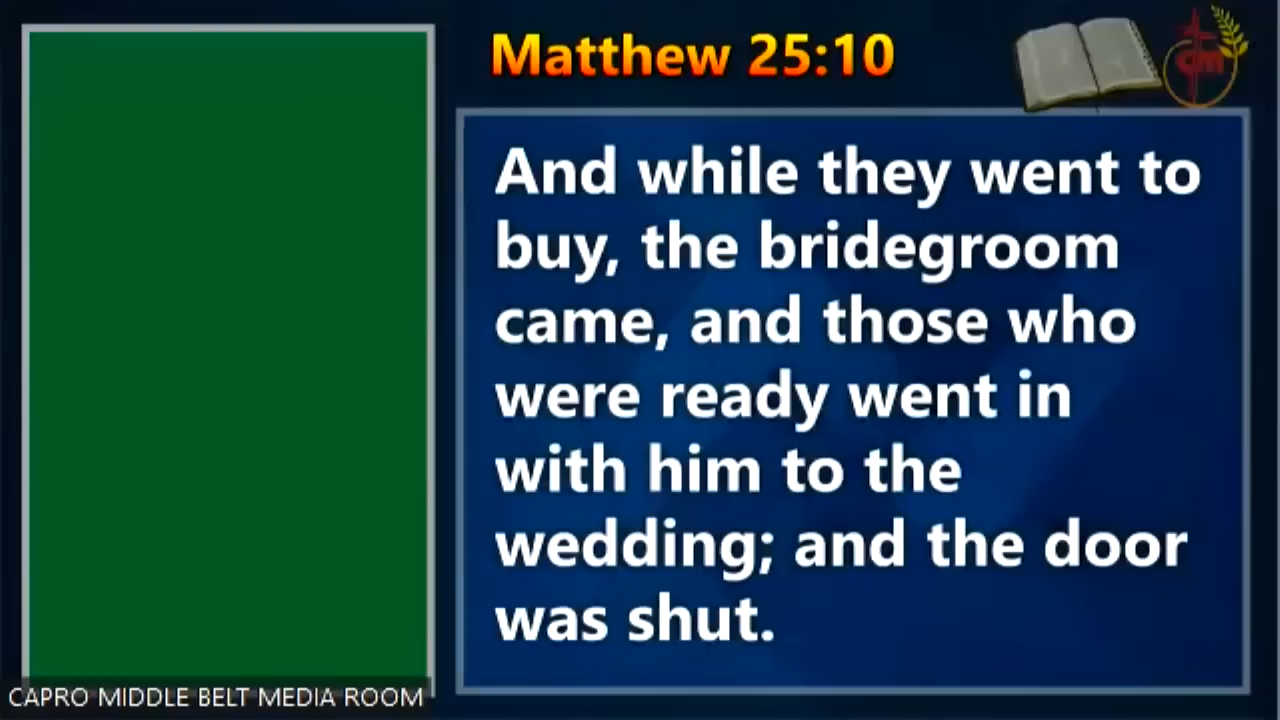 Matthew 25:10
And while they went to
buy, the bridegroom
came, and those who
were ready went in
with him to the
wedding; and the door
was shut.
CAPRO MIDDLE BELT MEDIA ROOM